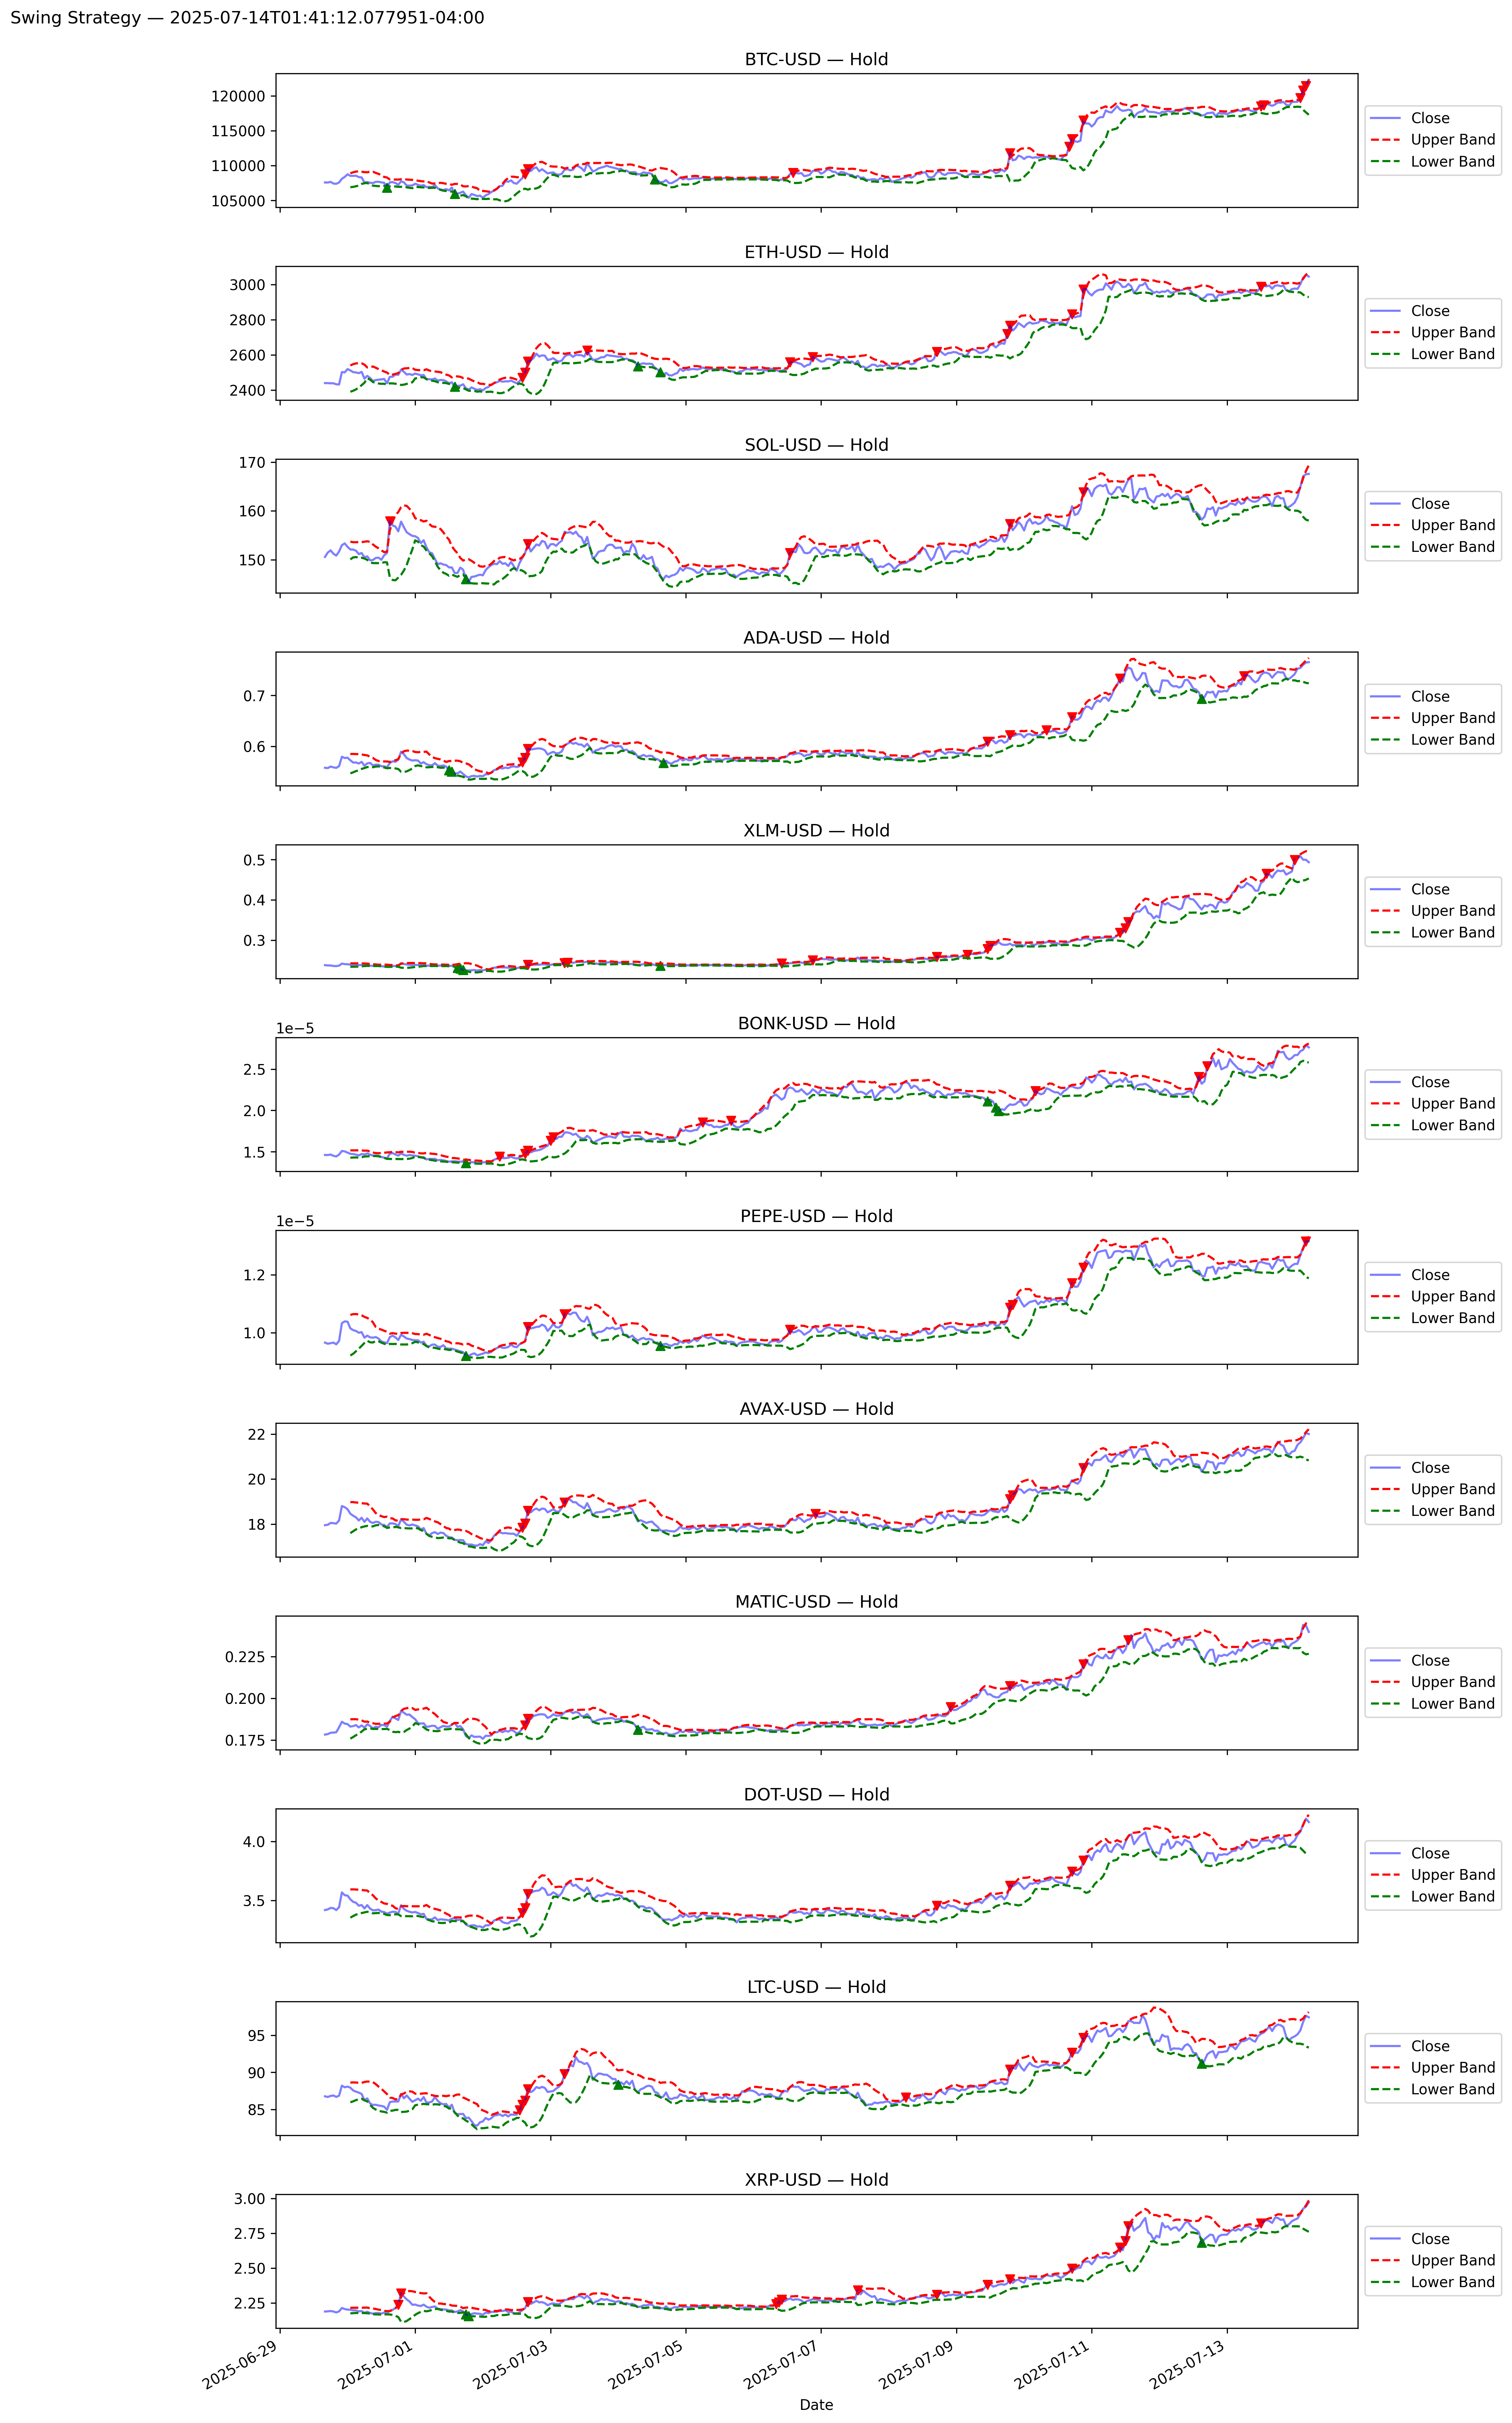 Swing Strategy — 2025-07-14T01:41:12.077951-04:00
BTC-USD — Hold
120000
115000
110000
105000
Close
Upper Band
Lower Band
ETH-USD — Hold
3000
2800
2600
2400
Close
Upper Band
Lower Band
SOL-USD — Hold
170
160
150
Close
Upper Band
Lower Band
ADA-USD — Hold
0.7
0.6
Close
Upper Band
Lower Band
XLM-USD — Hold
0.5
0.4
0.3
Close
Upper Band
Lower Band
BONK-USD — Hold
1e−5
2.5
2.0
1.5
Close
Upper Band
Lower Band
PEPE-USD — Hold
1e−5
1.2
1.0
Close
Upper Band
Lower Band
AVAX-USD — Hold
22
20
18
Close
Upper Band
Lower Band
MATIC-USD — Hold
0.225
0.200
0.175
Close
Upper Band
Lower Band
DOT-USD — Hold
4.0
3.5
Close
Upper Band
Lower Band
LTC-USD — Hold
95
90
85
Close
Upper Band
Lower Band
XRP-USD — Hold
3.00
2.75
2.50
2.25
Close
Upper Band
Lower Band
2025-06-29
2025-07-01
2025-07-03
2025-07-05
2025-07-07
2025-07-09
2025-07-11
2025-07-13
Date